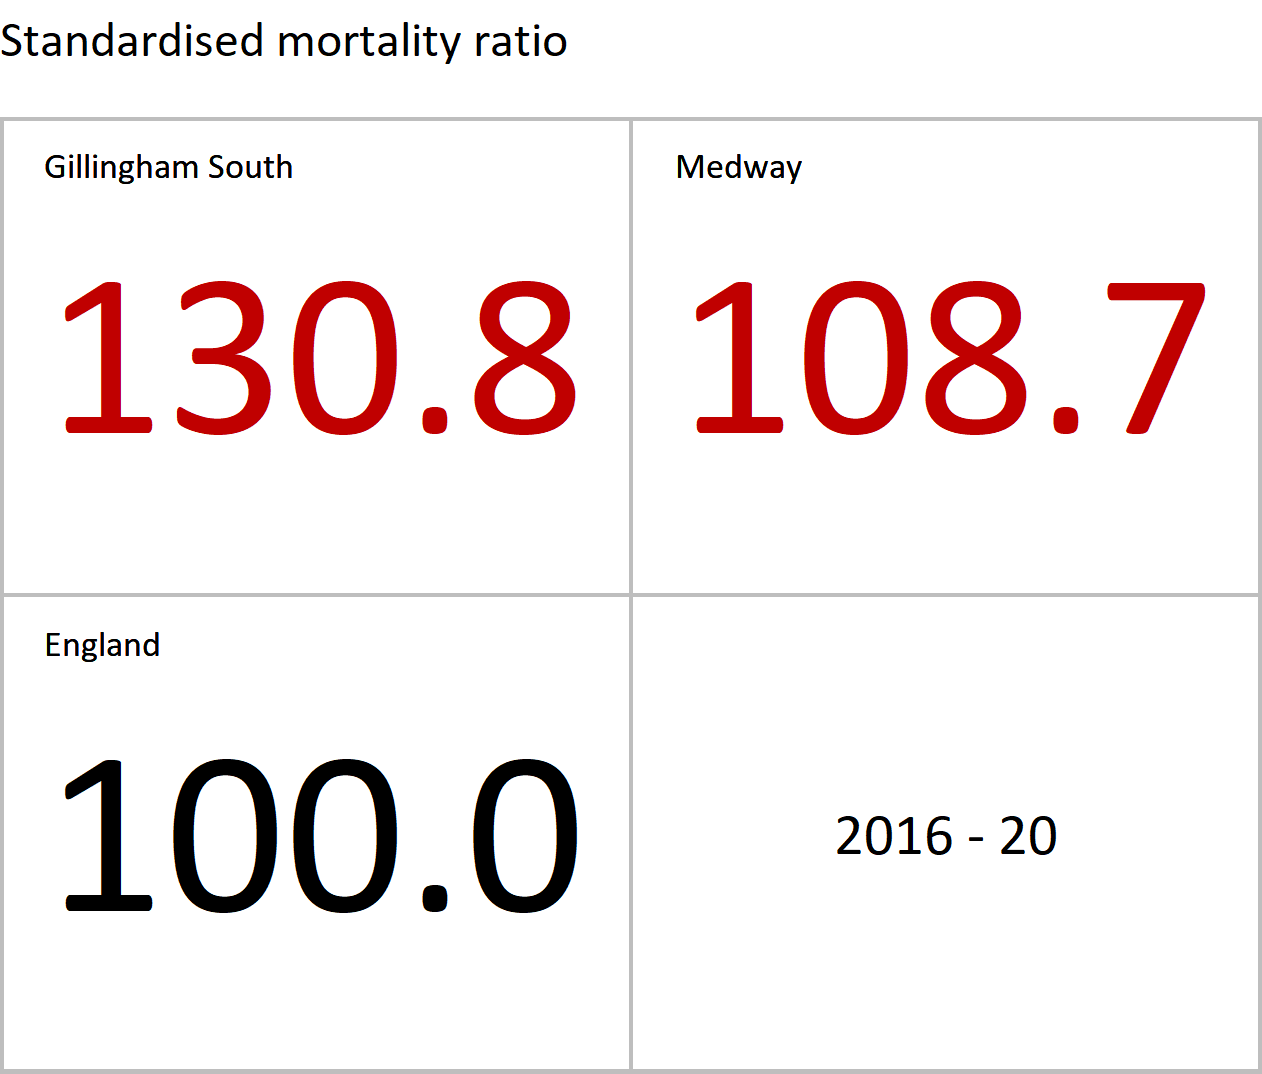 Standardised mortality ratio
Gillingham South
130.8
Medway
108.7
England
100.0
2016 - 20